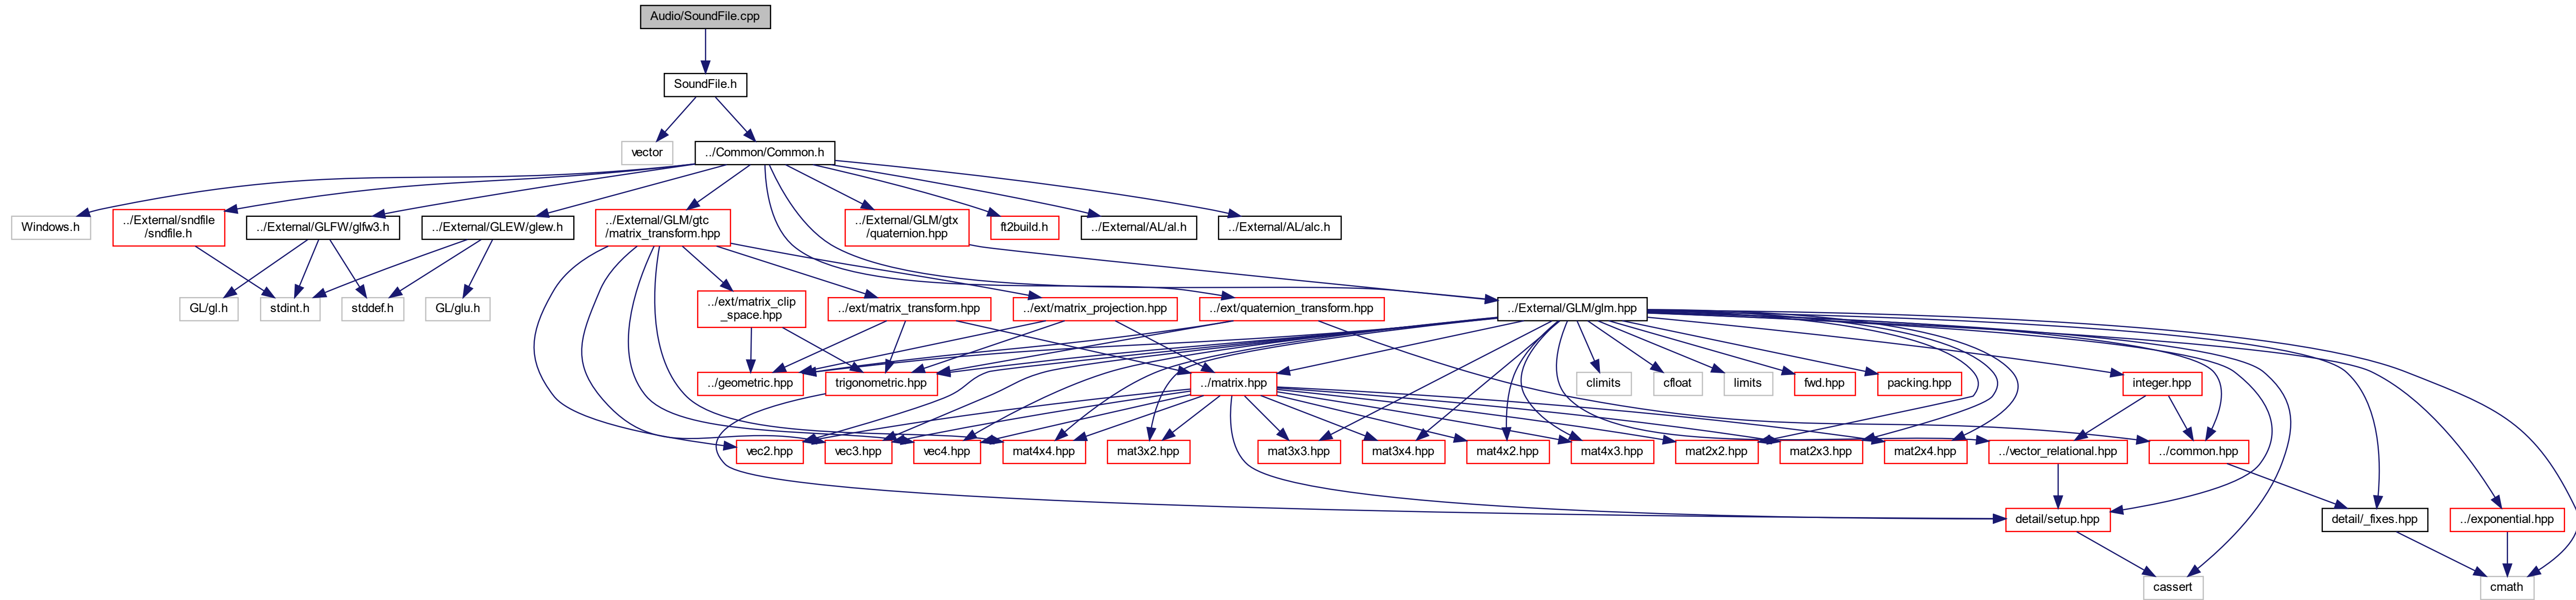 Audio/SoundFile.cpp
SoundFile.h
vector
../Common/Common.h
Windows.h
../External/sndfile
/sndfile.h
../External/GLFW/glfw3.h
../External/GLEW/glew.h
../External/GLM/gtc
/matrix_transform.hpp
../External/GLM/gtx
/quaternion.hpp
ft2build.h
../External/AL/al.h
../External/AL/alc.h
GL/gl.h
stdint.h
stddef.h
GL/glu.h
../ext/matrix_clip
_space.hpp
../ext/matrix_transform.hpp
../ext/matrix_projection.hpp
../ext/quaternion_transform.hpp
../External/GLM/glm.hpp
../geometric.hpp
trigonometric.hpp
../matrix.hpp
climits
cfloat
limits
fwd.hpp
packing.hpp
integer.hpp
vec2.hpp
vec3.hpp
vec4.hpp
mat4x4.hpp
mat3x2.hpp
mat3x3.hpp
mat3x4.hpp
mat4x2.hpp
mat4x3.hpp
mat2x2.hpp
mat2x3.hpp
mat2x4.hpp
../vector_relational.hpp
../common.hpp
detail/setup.hpp
detail/_fixes.hpp
../exponential.hpp
cassert
cmath